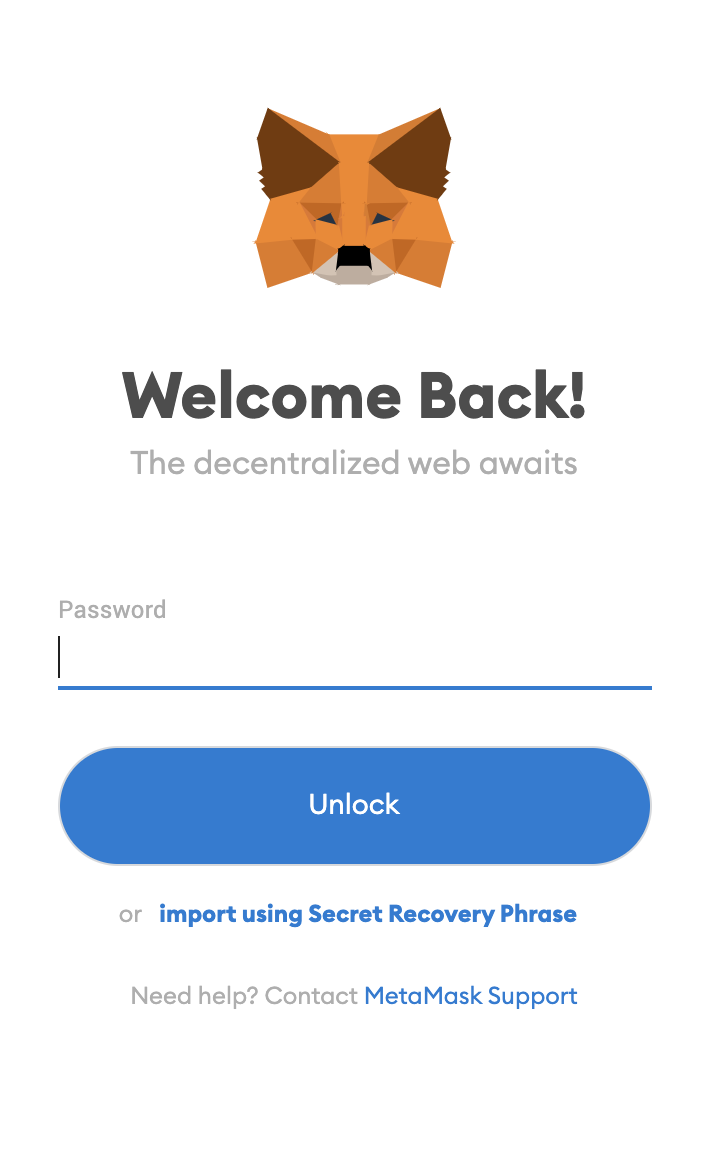 Welcome Back!
The decentralized web awaits
Password
Unlock
or import using Secret Recovery Phrase
Need help? Contact MetaMask Support